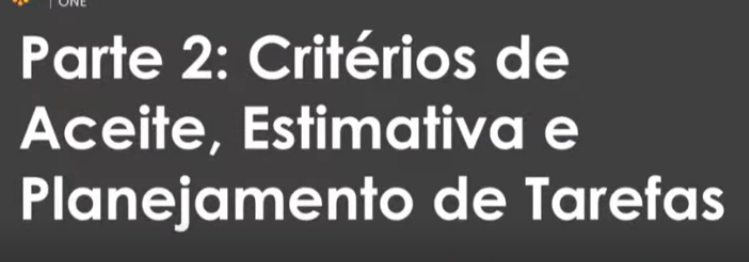 ONE
Parte 2: Critérios de
Aceite, Estimativa e
Planejamento de Tarefas